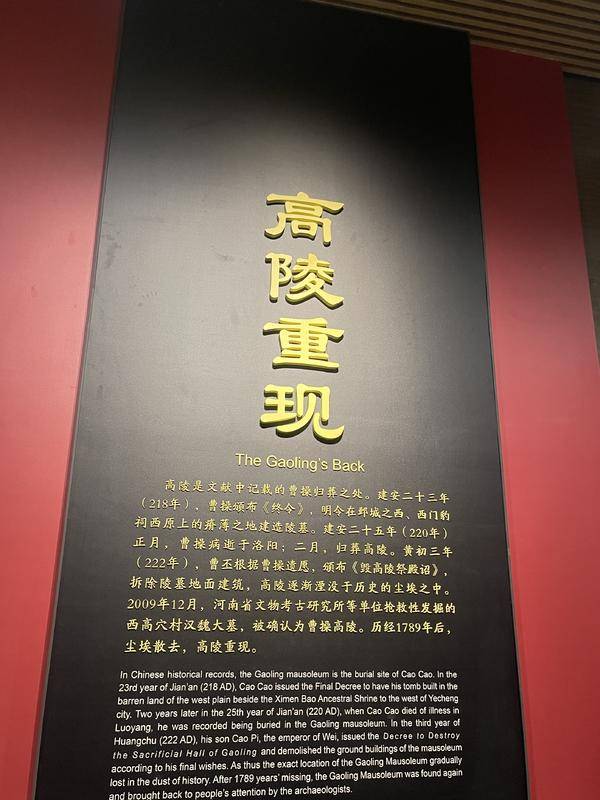 高陵重现
The Gaoling's Back
高陵是文献中记载的曹操归葬之处。建安二十三年
（218年），曹操颁布《终令》，明令在邺城之西、西门豹
祠西原上的瘠薄之地建造陵墓。建安二十五年（220年）
正月，曹操病逝于洛阳；二月，归葬高陵。黄初三年
（222年），曹丕根据曹操遗愿，颁布《毁高陵祭殿诏》，
拆除陵墓地面建筑，高陵逐渐湮没于历史的尘埃之中。
2009年12月，河南省文物考古研究所等单位抢救性发掘的
西高穴村汉魏大墓，被确认为曹操高陵。历经1789年后，
尘埃散去，高陵重现。
In Chinese historical records, the Gaoling mausoleum is the burial site of Cao Cao. In the
23rd year of Jian'an (218 AD), Cao Cao issued the Final Decree to have his tomb built in the
barren land of the west plain beside the Ximen Bao Ancestral Shrine to the west of Yecheng
city. Two years later in the 25th year of Jian'an (220 AD), when Cao Cao died of illness in
Luoyang, he was recorded being buried in the Gaoling mausoleum. In the third year of
Huangchu (222 AD), his son Cao Pi, the emperor of Wei, issued the Decree to Destroy
the Sacrificial Hall of Gaoling and demolished the ground buildings of the mausoleum
according to his final wishes. As thus the exact location of the Gaoling Mausoleum gradually
lost in the dust of history. After 1789 years' missing, the Gaoling Mausoleum was found again
and brought back to people's attention by the archaeologists.